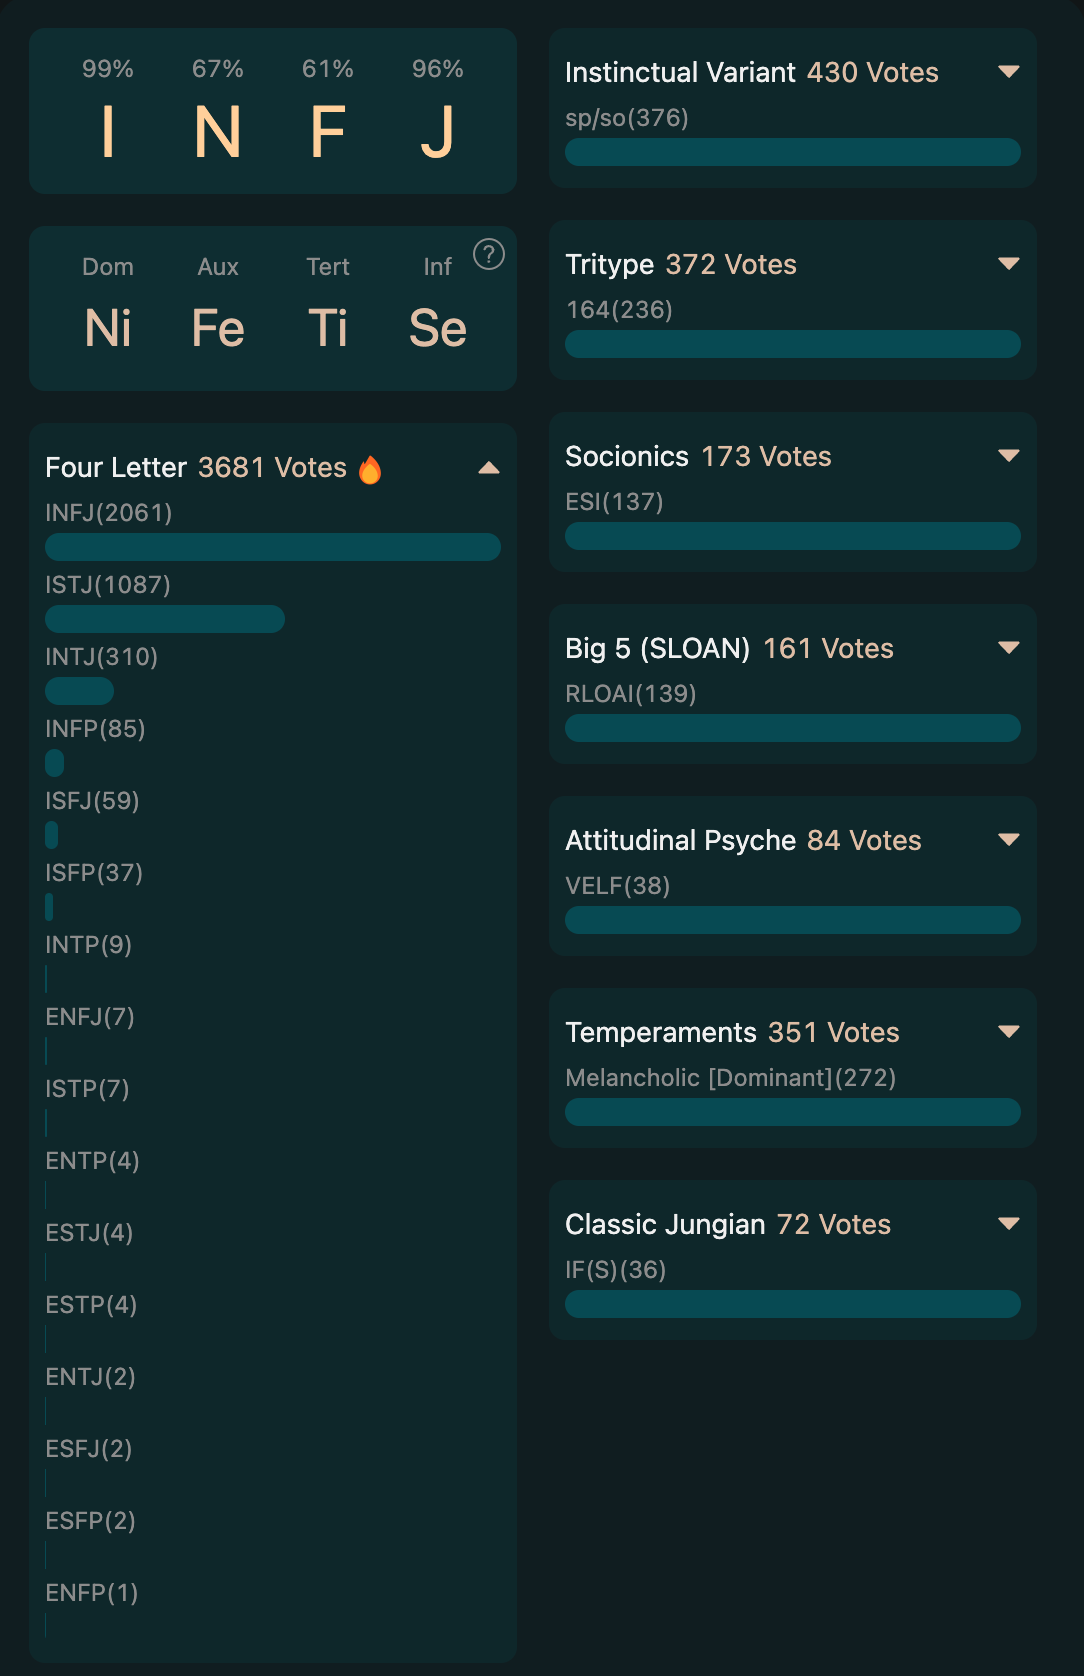 99% 67% 61% 96%
I N F J
Dom Aux Tert Inf ?
Ni Fe Ti Se
Four Letter 3681 Votes 🔥
INFJ(2061)
ISTJ(1087)
INTJ(310)
INFP(85)
ISFJ(59)
ISFP(37)
INTP(9)
ENFJ(7)
ISTP(7)
ENTP(4)
ESTJ(4)
ESTP(4)
ENTJ(2)
ESFJ(2)
ESFP(2)
ENFP(1)
Instinctual Variant 430 Votes
sp/so(376)
Tritype 372 Votes
164(236)
Socionics 173 Votes
ESI(137)
Big 5 (SLOAN) 161 Votes
RLOAI(139)
Attitudinal Psyche 84 Votes
VELF(38)
Temperaments 351 Votes
Melancholic [Dominant](272)
Classic Jungian 72 Votes
IF(S)(36)